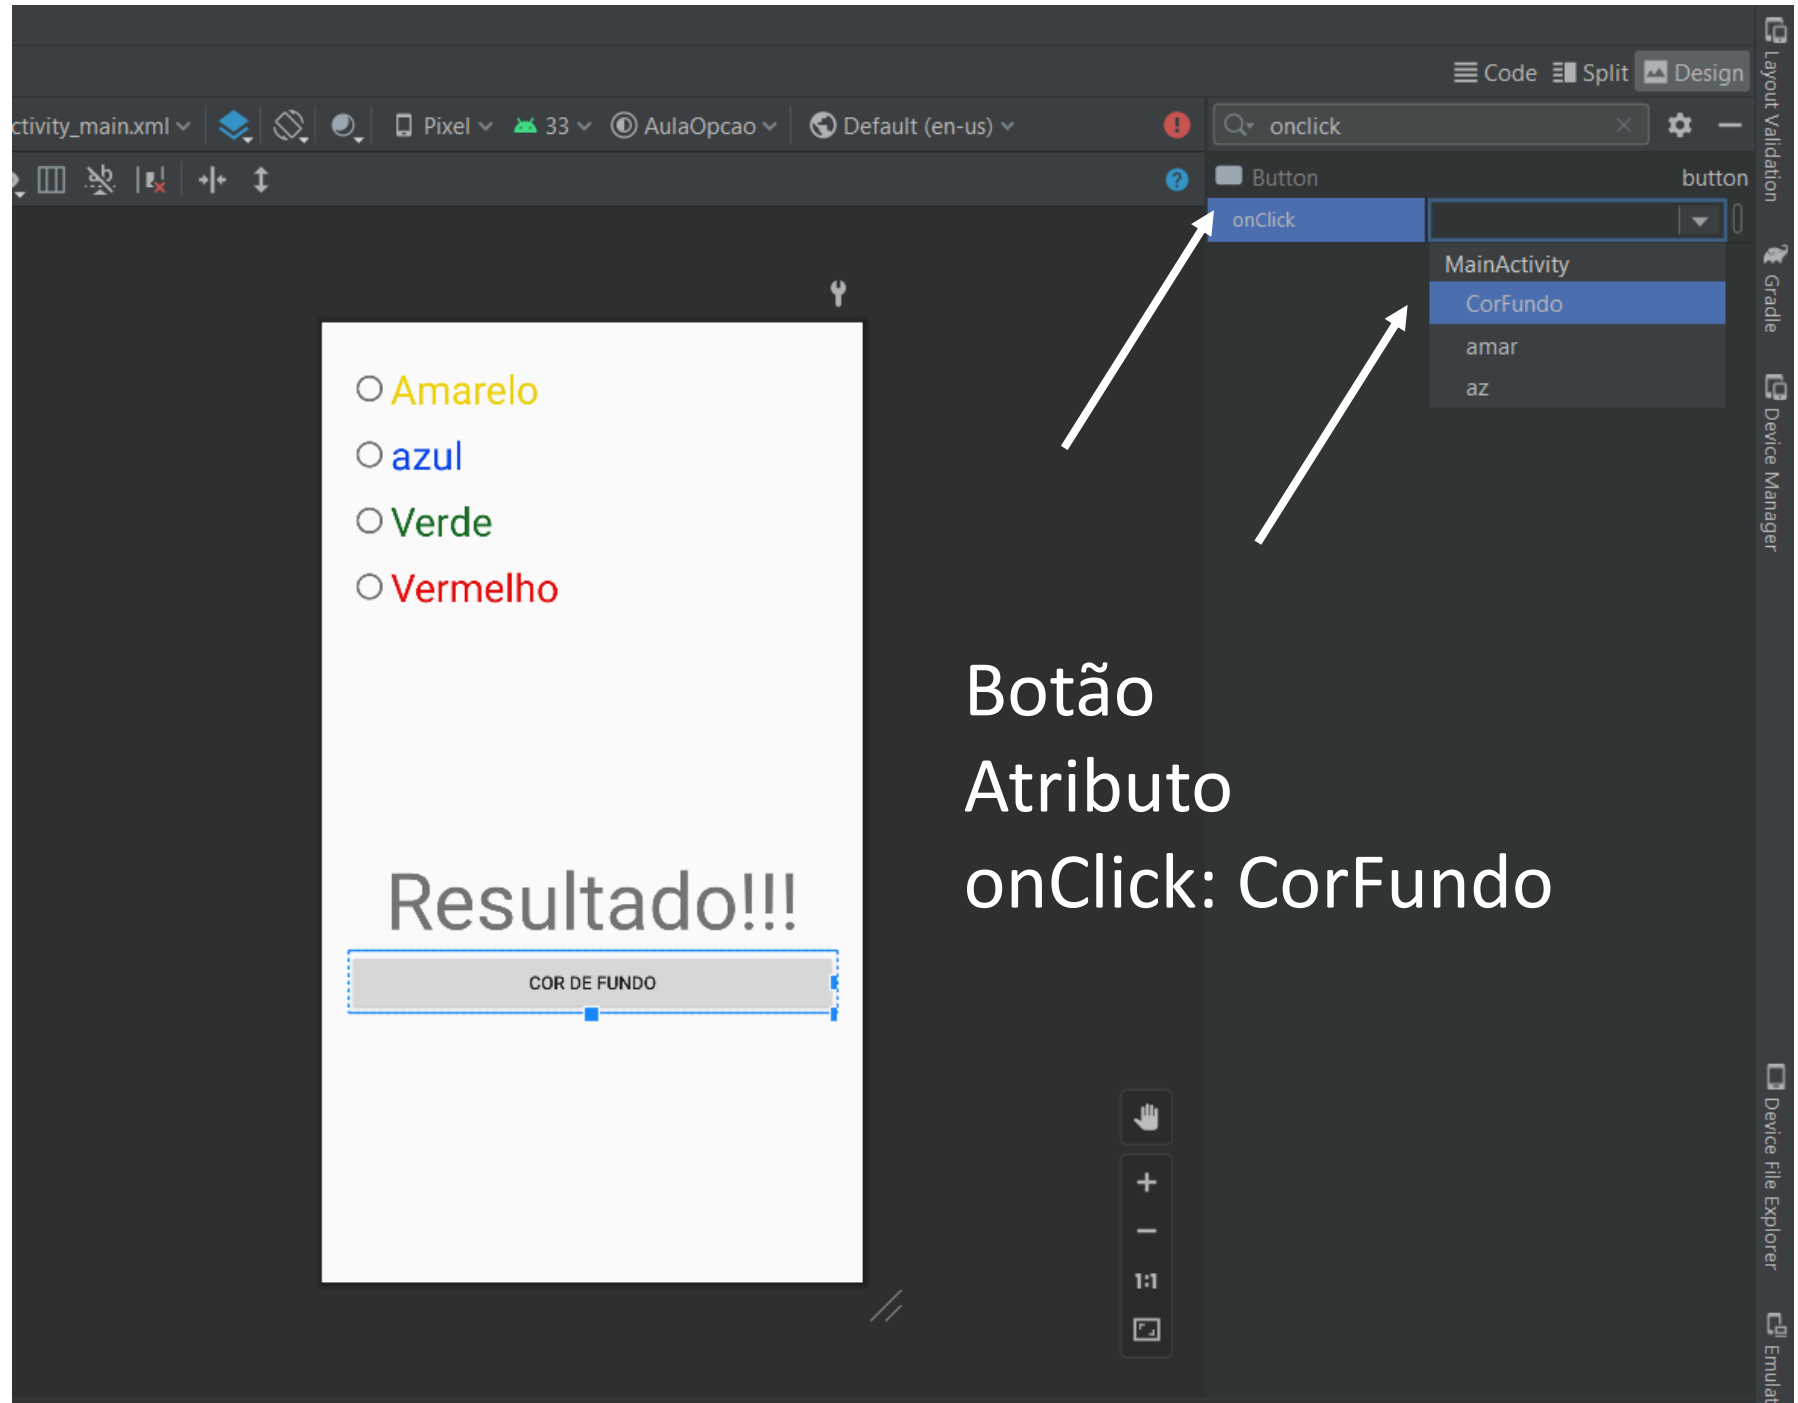 Code Split Design
ctivity_main.xml Pixel 33 AulaOpcao Default (en-us)
onclick
Button button
onClick
MainActivity
CorFundo
amar
az
Amarelo
azul
Verde
Vermelho
Resultado!!!
COR DE FUNDO
Botão
Atributo
onClick: CorFundo
1:1
Layout Validation
Gradle
Device Manager
Device File Explorer
Emulat